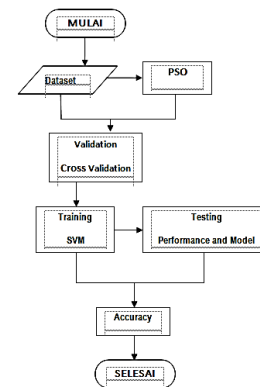 MULAI
Dataset
PSO
Validation
Cross Validation
Training
SVM
Testing
Performance and Model
Accuracy
SELESAI